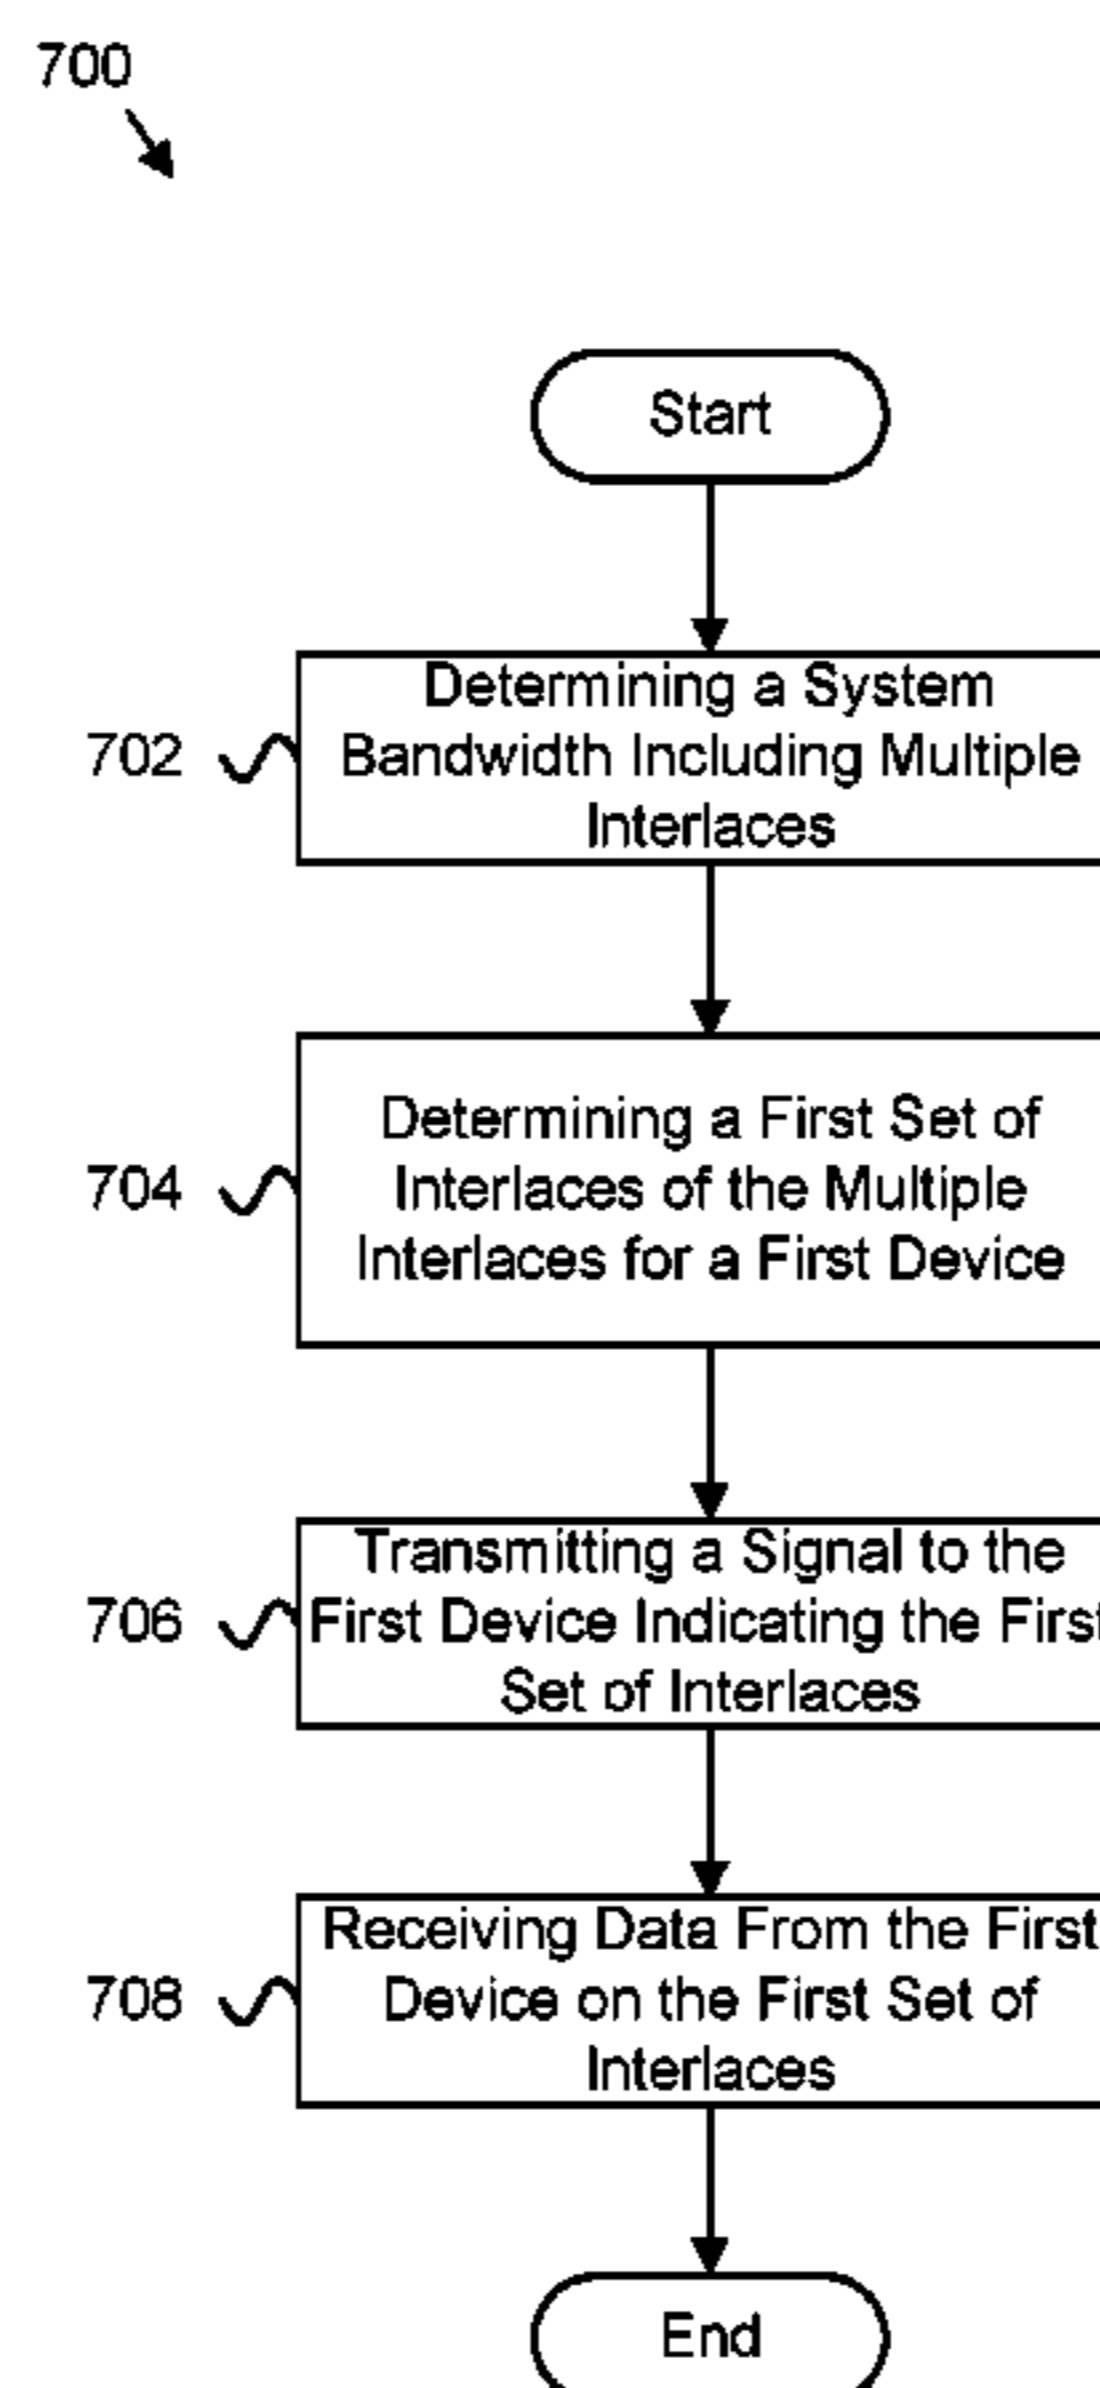 700
Start
702
Determining a System
Bandwidth Including Multiple
Interlaces
704
Determining a First Set of
Interlaces of the Multiple
Interlaces for a First Device
706
Transmitting a Signal to the
First Device Indicating the First
Set of Interlaces
708
Receiving Data From the First
Device on the First Set of
Interlaces
End